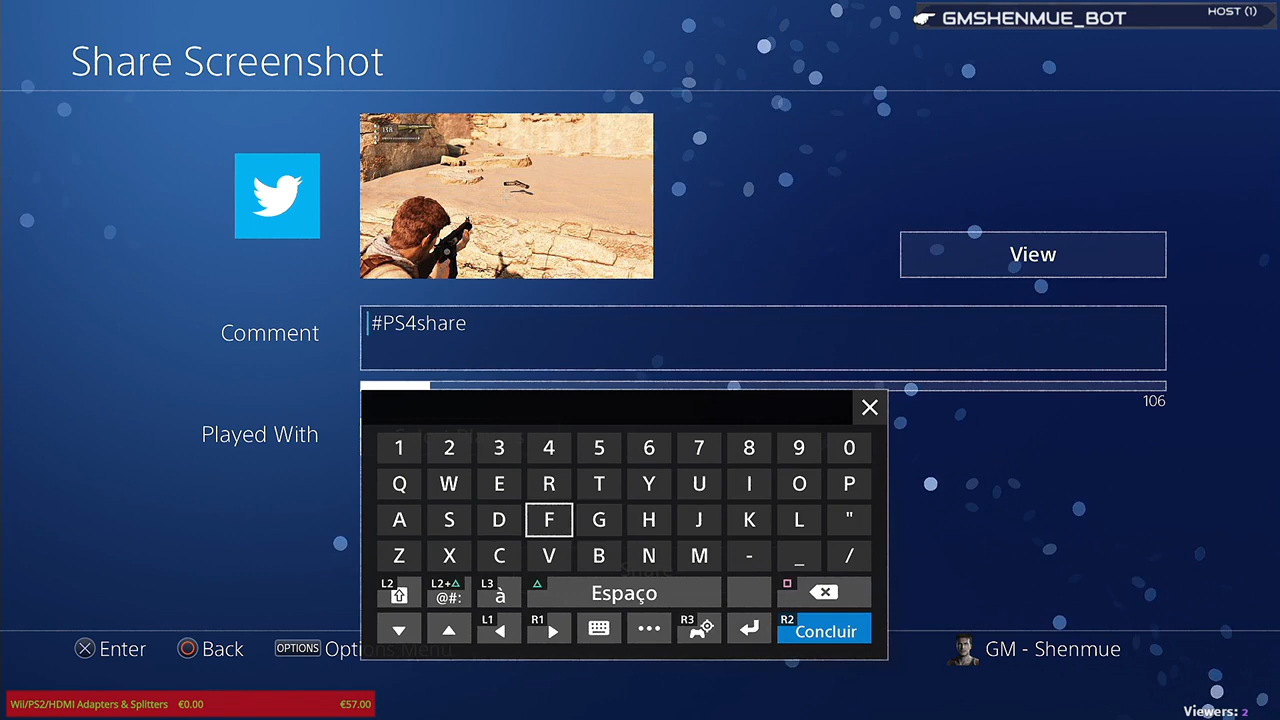 GMSHENMUE_BOT
HOST (1)
Share Screenshot
138
View
Comment
#PS4share
106
Played With
1 2 3 4 5 6 7 8 9 0
Q W E R T Y U I O P
A S D F G H J K L "
Z X C V B N M - _ /
L2 L2+△ @#: L3 à △ Espaço □
L1 R1 ••• R3 R2 Concluir
Enter
Back
OPTIONS Options Menu
GM - Shenmue
Wii/PS2/HDMI Adapters & Splitters €0.00 €57.00
Viewers: 2